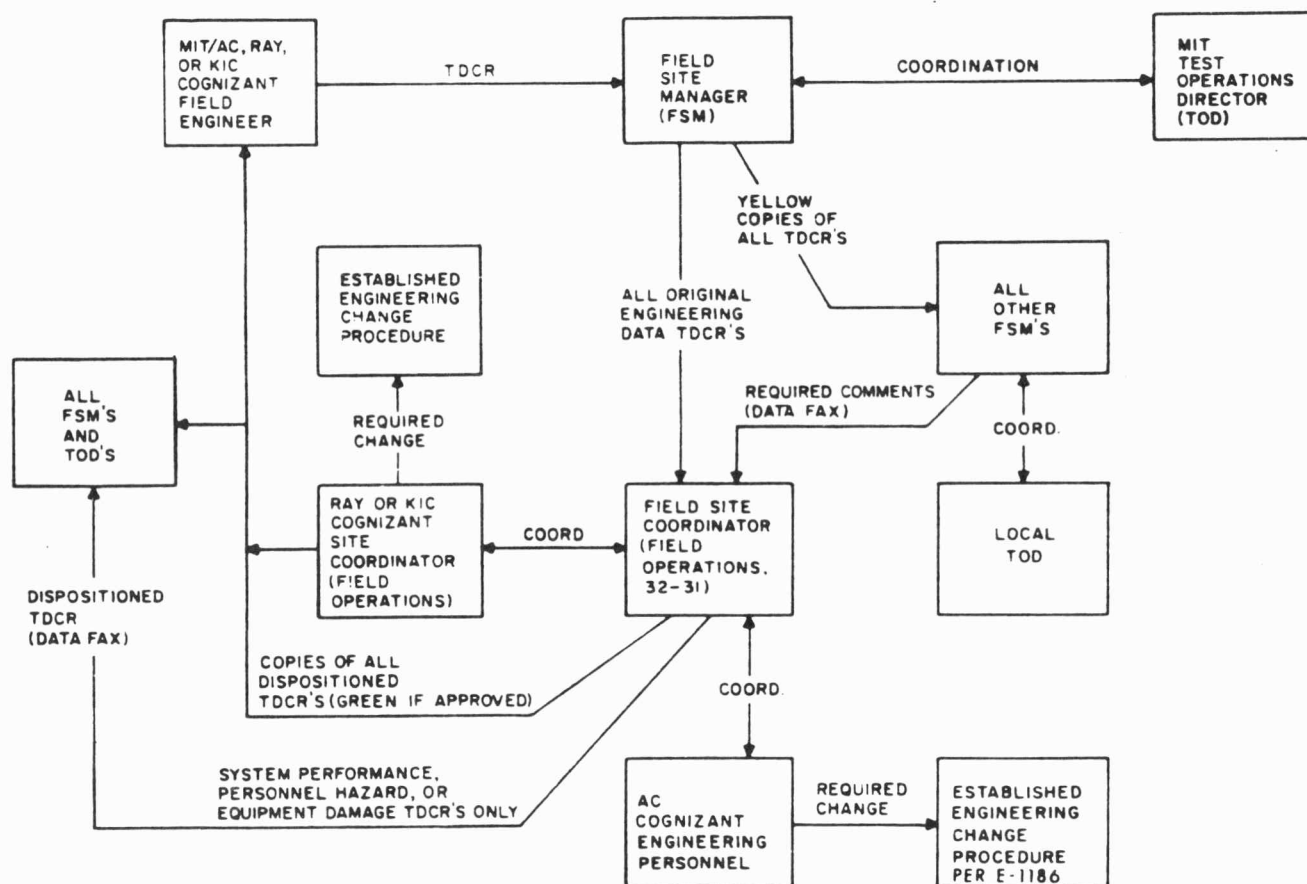 MIT/AC, RAY,
OR KIC
COGNIZANT
FIELD
ENGINEER
TDCR
FIELD
SITE
MANAGER
(FSM)
COORDINATION
MIT
TEST
OPERATIONS
DIRECTOR
(TOD)
YELLOW
COPIES OF
ALL TDCR'S
ESTABLISHED
ENGINEERING
CHANGE
PROCEDURE
ALL ORIGINAL
ENGINEERING
DATA TDCR'S
ALL
OTHER
FSM'S
ALL
FSM'S
AND
TOD'S
REQUIRED
CHANGE
REQUIRED COMMENTS
(DATA FAX)
COORD.
RAY OR KIC
COGNIZANT
SITE
COORDINATOR
(FIELD
OPERATIONS)
COORD
FIELD SITE
COORDINATOR
(FIELD
OPERATIONS,
32-31)
LOCAL
TOD
DISPOSITIONED
TDCR
(DATA FAX)
COPIES OF ALL
DISPOSITIONED
TDCR'S (GREEN IF APPROVED)
COORD.
SYSTEM PERFORMANCE,
PERSONNEL HAZARD, OR
EQUIPMENT DAMAGE TDCR'S ONLY
AC
COGNIZANT
ENGINEERING
PERSONNEL
REQUIRED
CHANGE
ESTABLISHED
ENGINEERING
CHANGE
PROCEDURE
PER E-1186